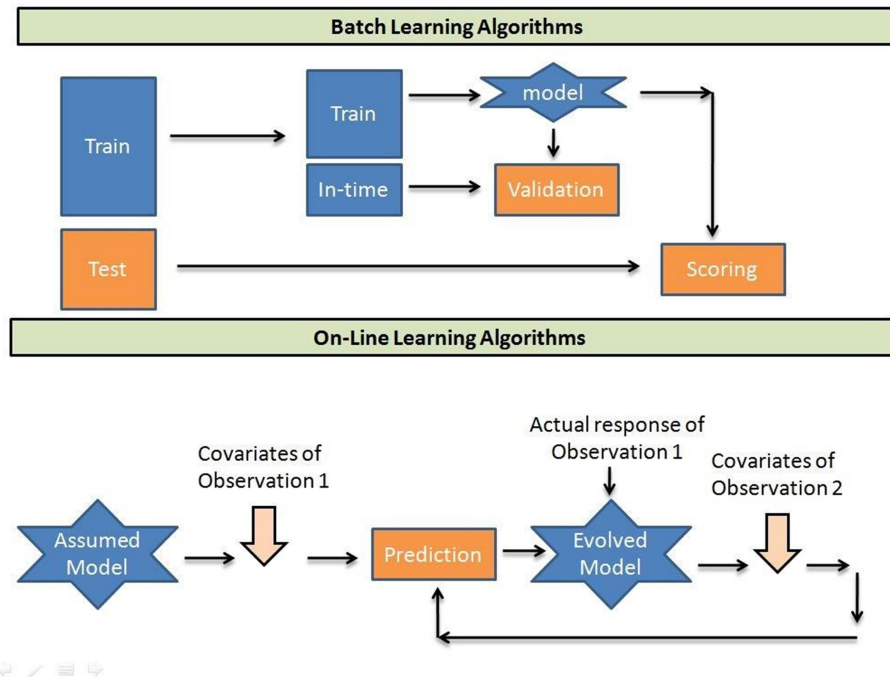 Batch Learning Algorithms
Train
Train
model
In-time
Validation
Test
Scoring
On-Line Learning Algorithms
Actual response of
Observation 1
Covariates of
Observation 1
Covariates of
Observation 2
Assumed
Model
Prediction
Evolved
Model